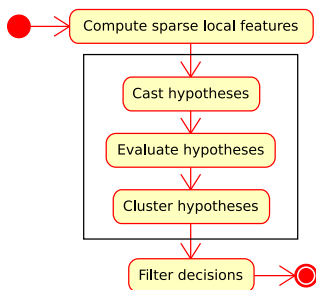 Compute sparse local features
Cast hypotheses
Evaluate hypotheses
Cluster hypotheses
Filter decisions